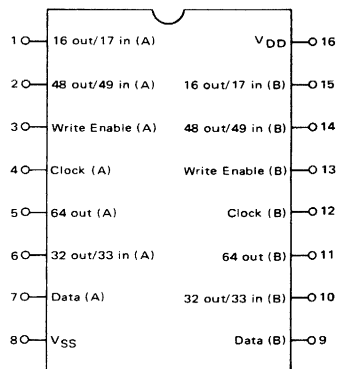 1 16 out/17 in (A) VDD 16
2 48 out/49 in (A) 16 out/17 in (B) 15
3 Write Enable (A) 48 out/49 in (B) 14
4 Clock (A) Write Enable (B) 13
5 64 out (A) Clock (B) 12
6 32 out/33 in (A) 64 out (B) 11
7 Data (A) 32 out/33 in (B) 10
8 VSS Data (B) 9